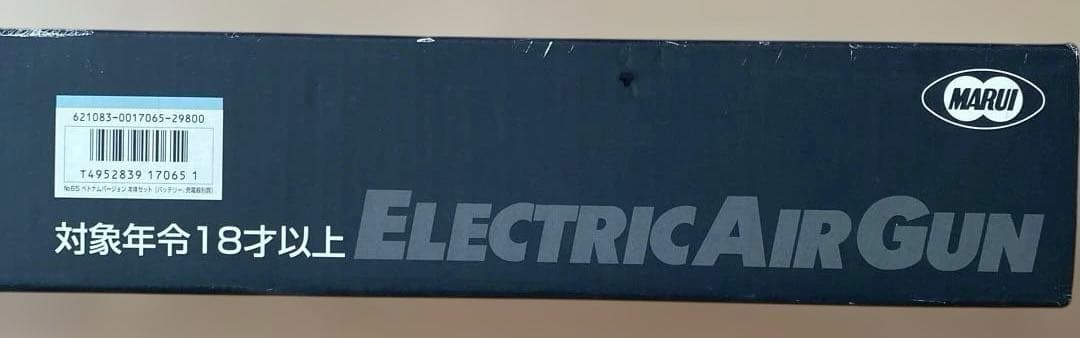 MARUI
621083-0017065-29800
T4952839 17065 1
No.65 ベトナムバージョン 本体セット (バッテリー、充電器別売)
対象年令18才以上 ELECTRIC AIR GUN